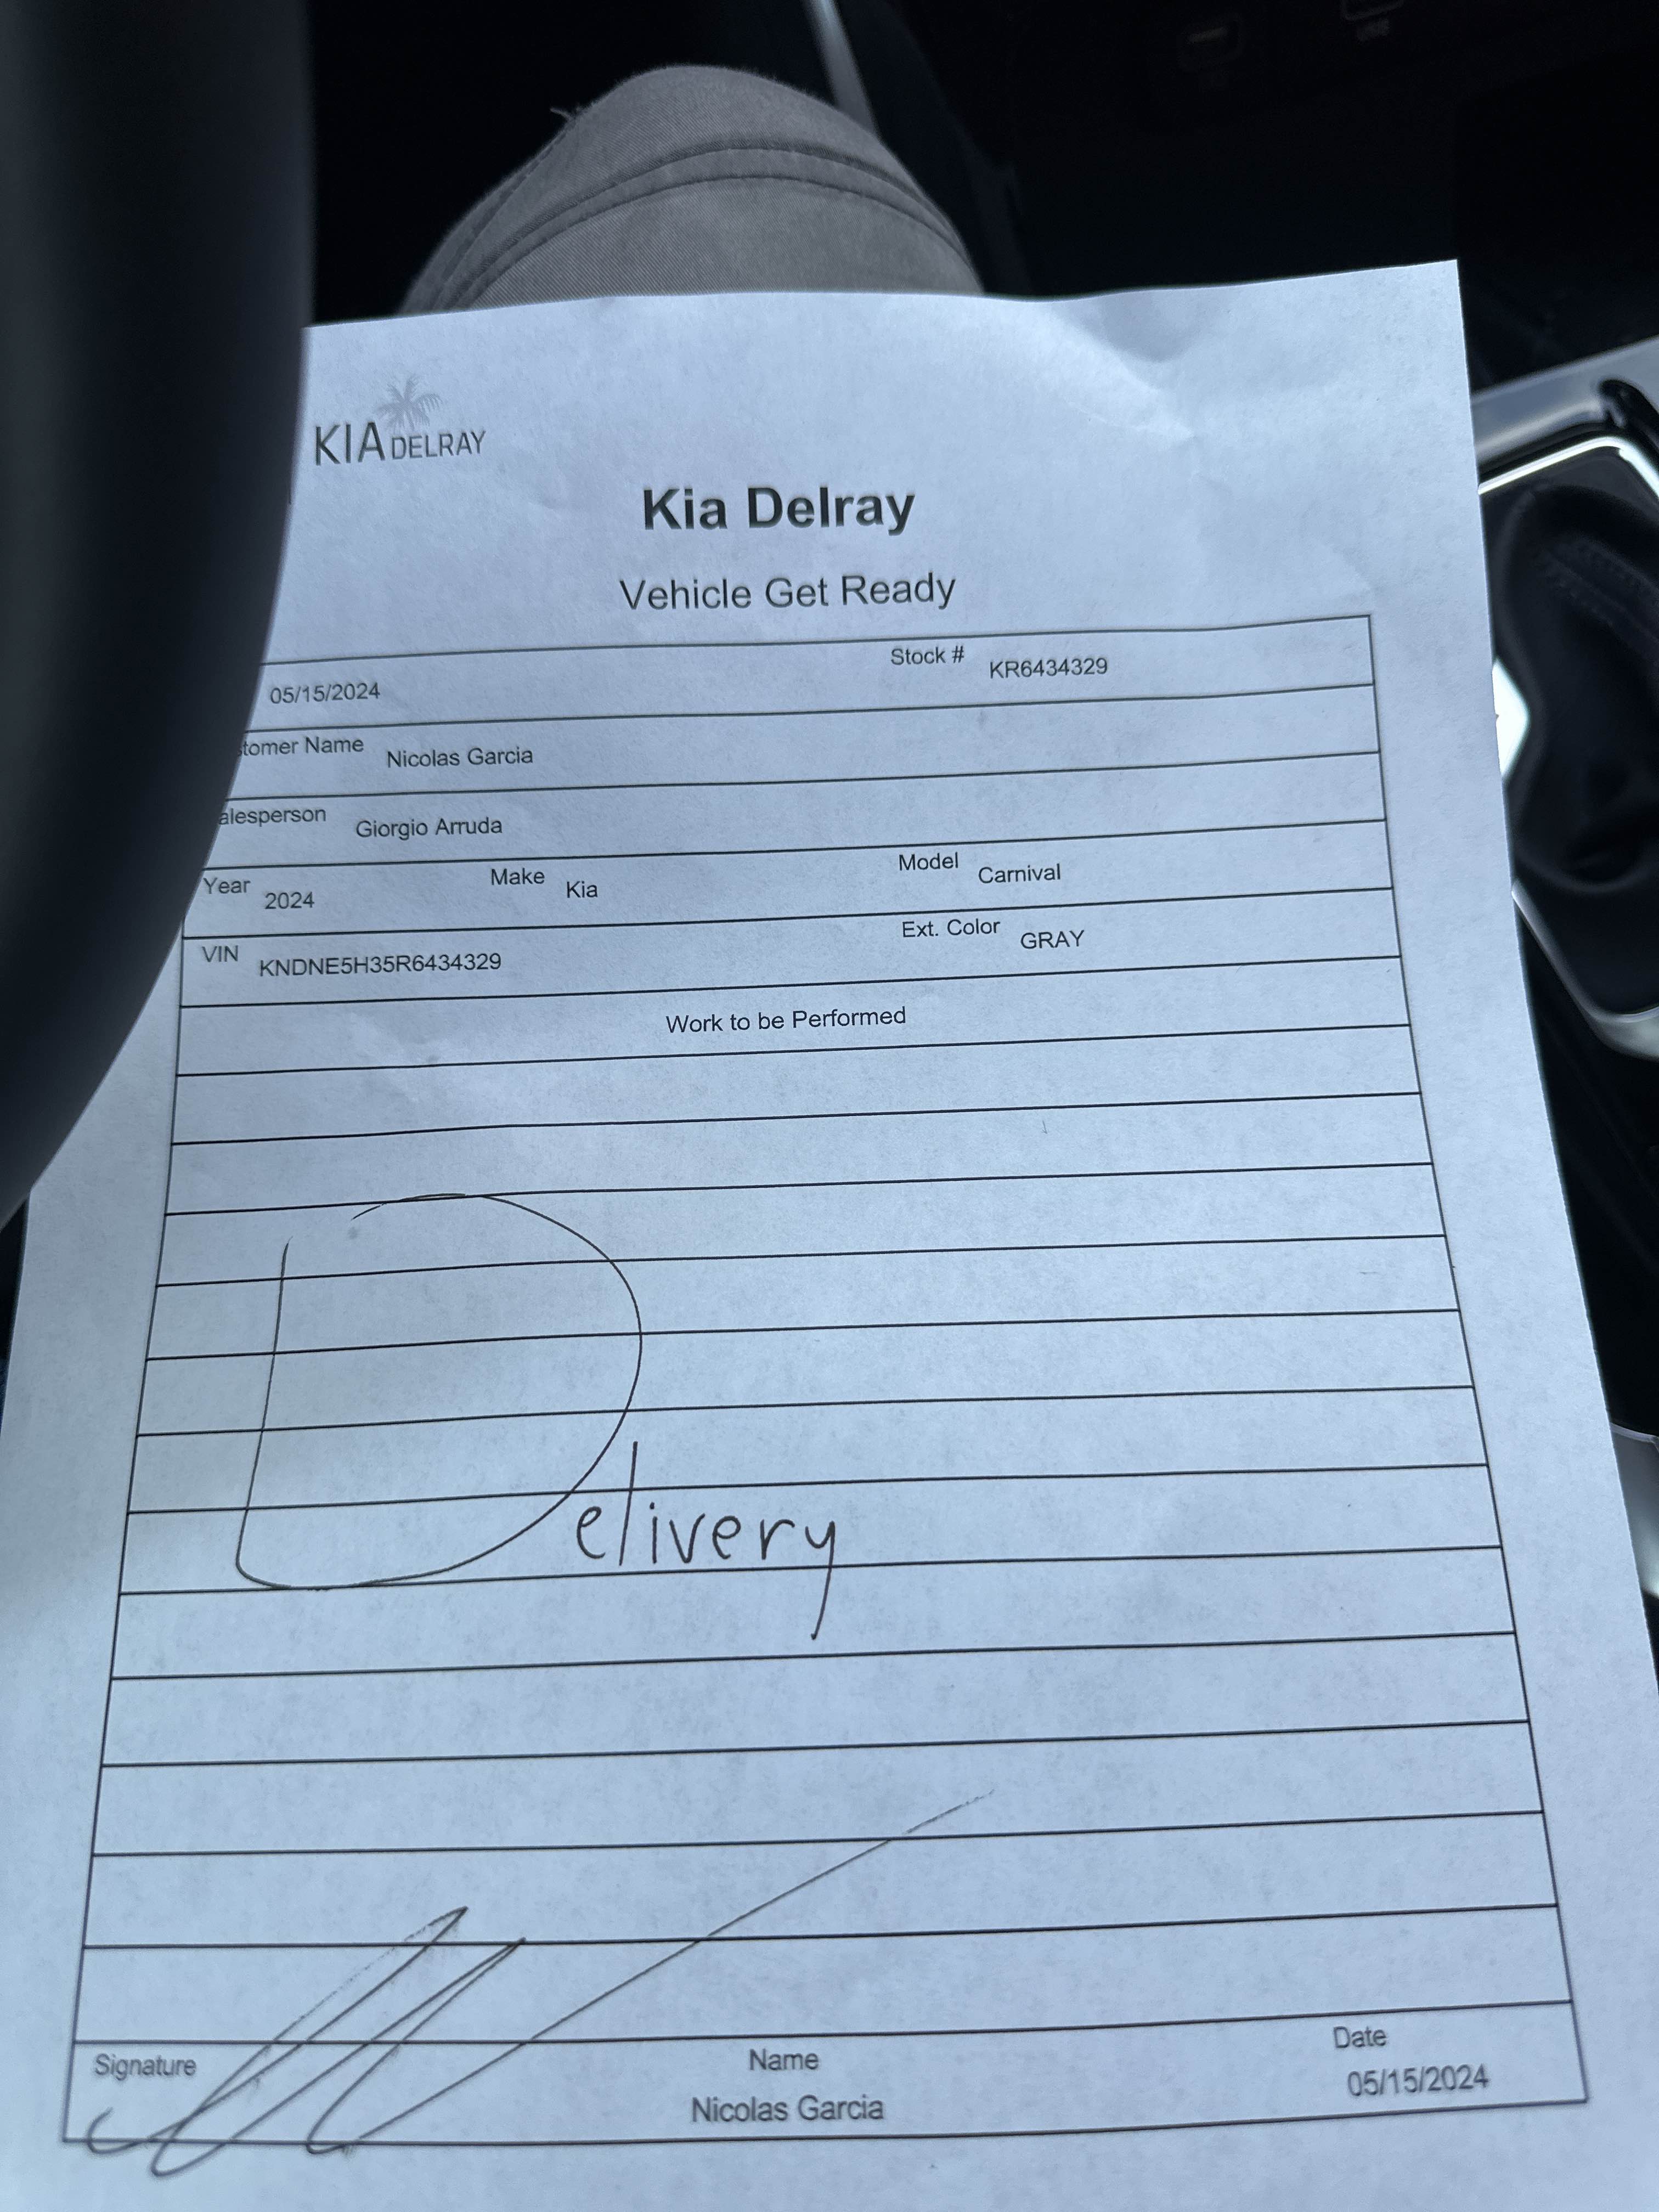 KIA DELRAY
Kia Delray
Vehicle Get Ready
05/15/2024 Stock # KR6434329
tomer Name Nicolas Garcia
alesperson Giorgio Arruda
Year 2024 Make Kia Model Carnival
VIN KNDNE5H35R6434329 Ext. Color GRAY
Work to be Performed
Delivery
Signature Name Date
Nicolas Garcia 05/15/2024